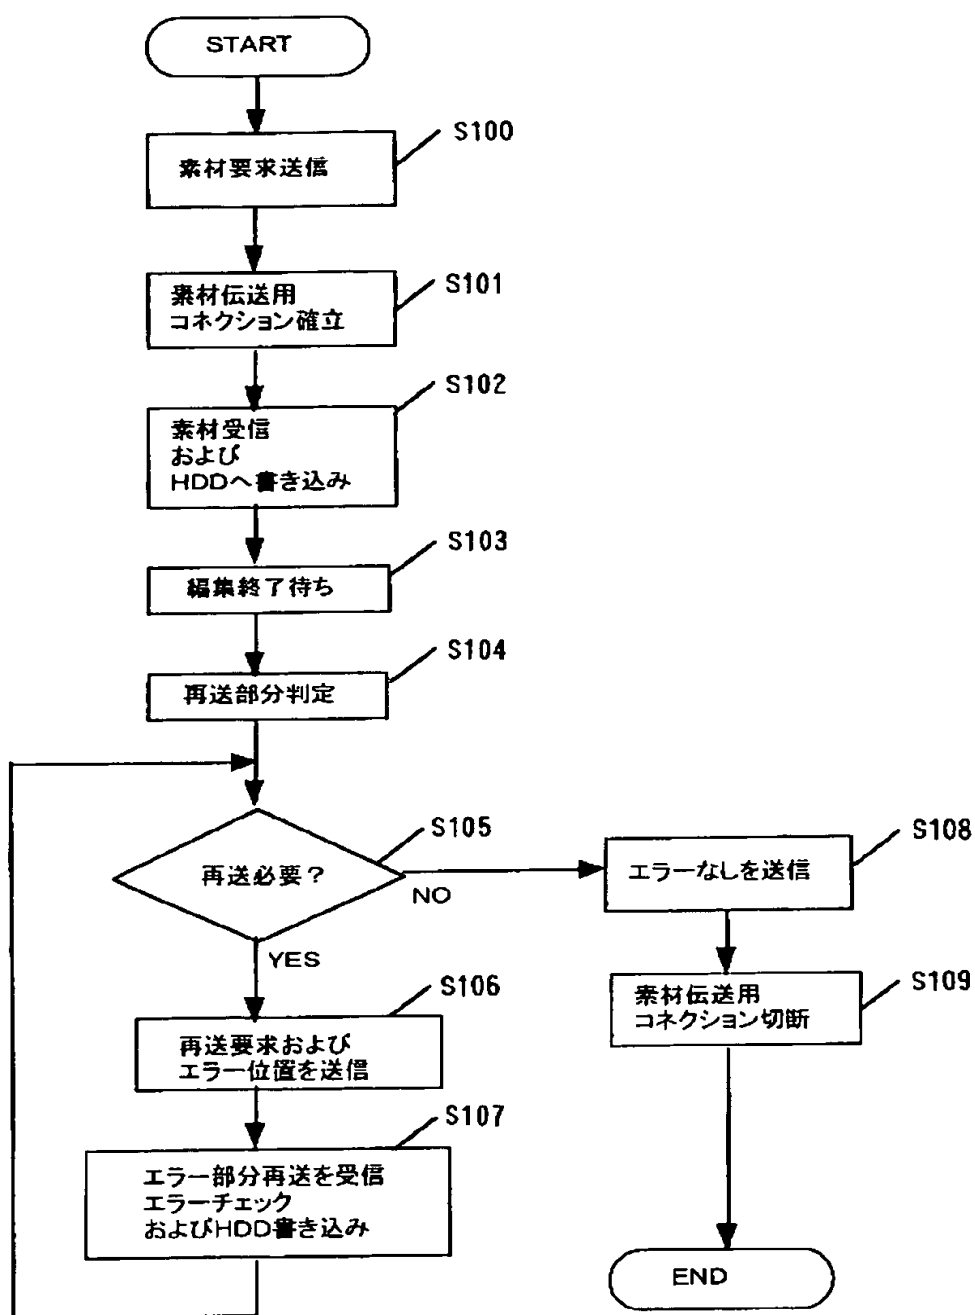 START
S100
素材要求送信
S101
素材伝送用
コネクション確立
S102
素材受信
および
HDDへ書き込み
S103
編集終了待ち
S104
再送部分判定
S105
再送必要？
NO
YES
S106
再送要求および
エラー位置を送信
S107
エラー部分再送を受信
エラーチェック
およびHDD書き込み
S108
エラーなしを送信
S109
素材伝送用
コネクション切断
END